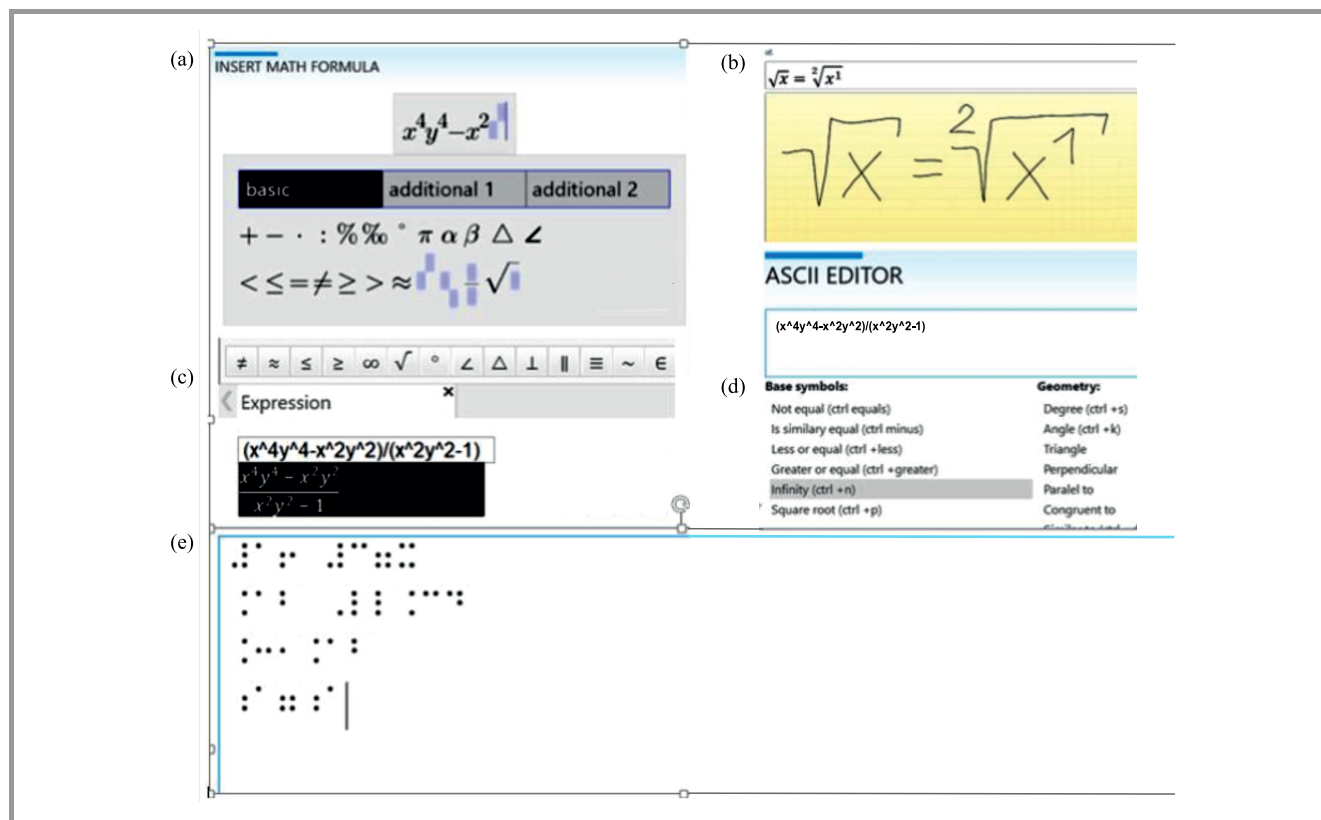 (a)
INSERT MATH FORMULA
x⁴y⁴−x²
basic additional 1 additional 2
+ − · : % ‰ ° π α β △ ∠
< ≤ = ≠ ≥ > ≈ √
(b)
√x = ²√x¹
√x = ²√x¹
ASCII EDITOR
(x^4y^4-x^2y^2)/(x^2y^2-1)
(c)
≠ ≈ ≤ ≥ ∞ √ ° ∠ △ ⊥ ∥ ≡ ~ ∈
Expression ×
(x^4y^4-x^2y^2)/(x^2y^2-1)
x⁴y⁴ − x²y²
x²y² − 1
(d)
Base symbols:
Not equal (ctrl equals)
Is similary equal (ctrl minus)
Less or equal (ctrl +less)
Greater or equal (ctrl +greater)
Infinity (ctrl +n)
Square root (ctrl +p)
Geometry:
Degree (ctrl +s)
Angle (ctrl +k)
Triangle
Perpendicular
Paralel to
Congruent to
(e)